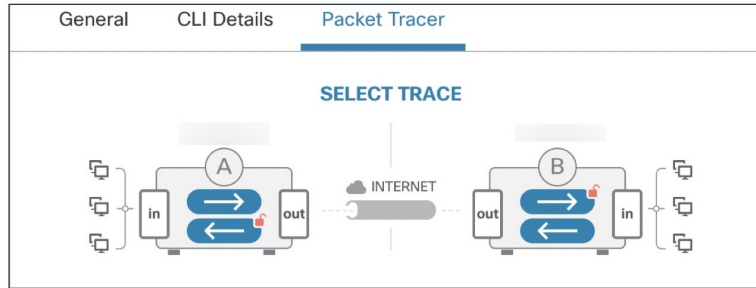 General CLI Details Packet Tracer
SELECT TRACE
A B
INTERNET
in out out in